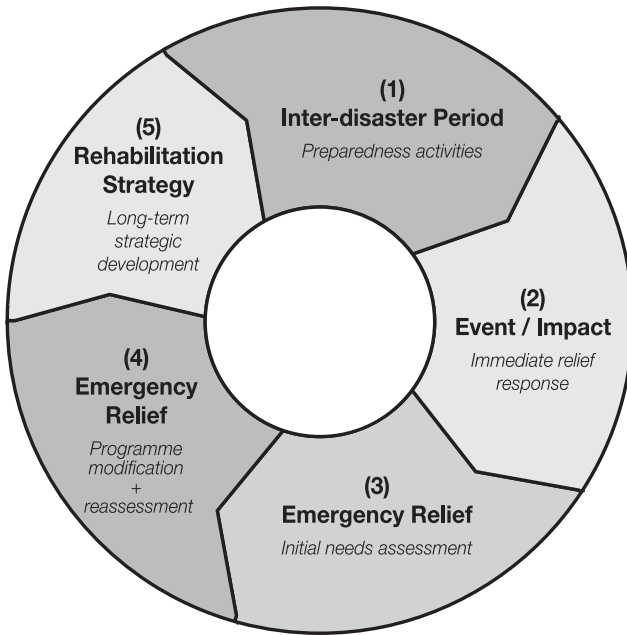 (1)
Inter-disaster Period
Preparedness activities
(2)
Event / Impact
Immediate relief
response
(3)
Emergency Relief
Initial needs assessment
(4)
Emergency
Relief
Programme
modification
+
reassessment
(5)
Rehabilitation
Strategy
Long-term
strategic
development